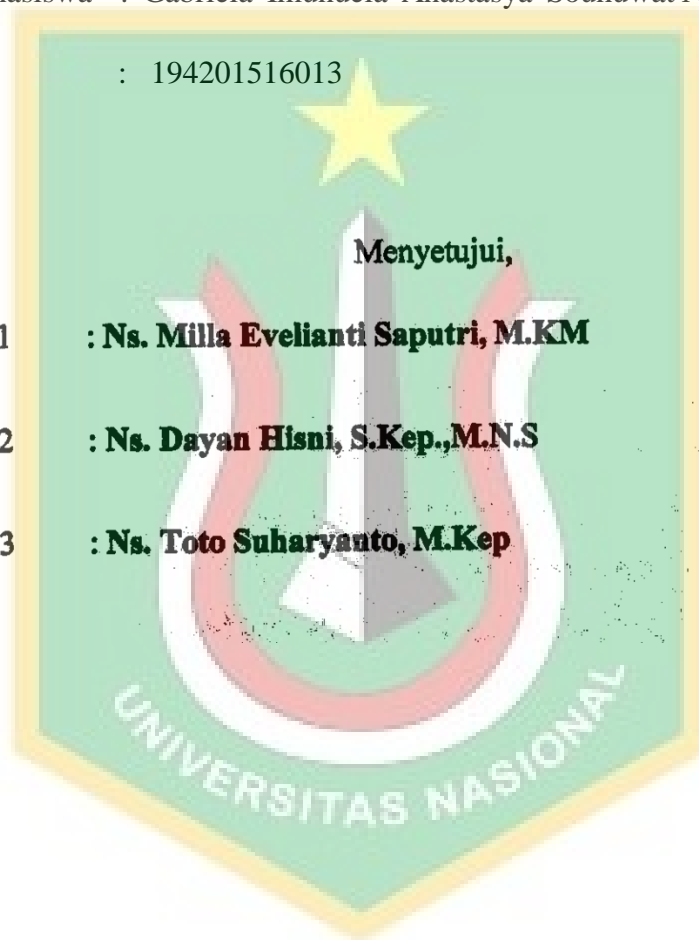 : 194201516013
Menyetujui,
1 : Ns. Milla Evelianti Saputri, M.KM
2 : Ns. Dayan Hisni, S.Kep.,M.N.S
3 : Ns. Toto Suharyanto, M.Kep
UNIVERSITAS NASIONAL